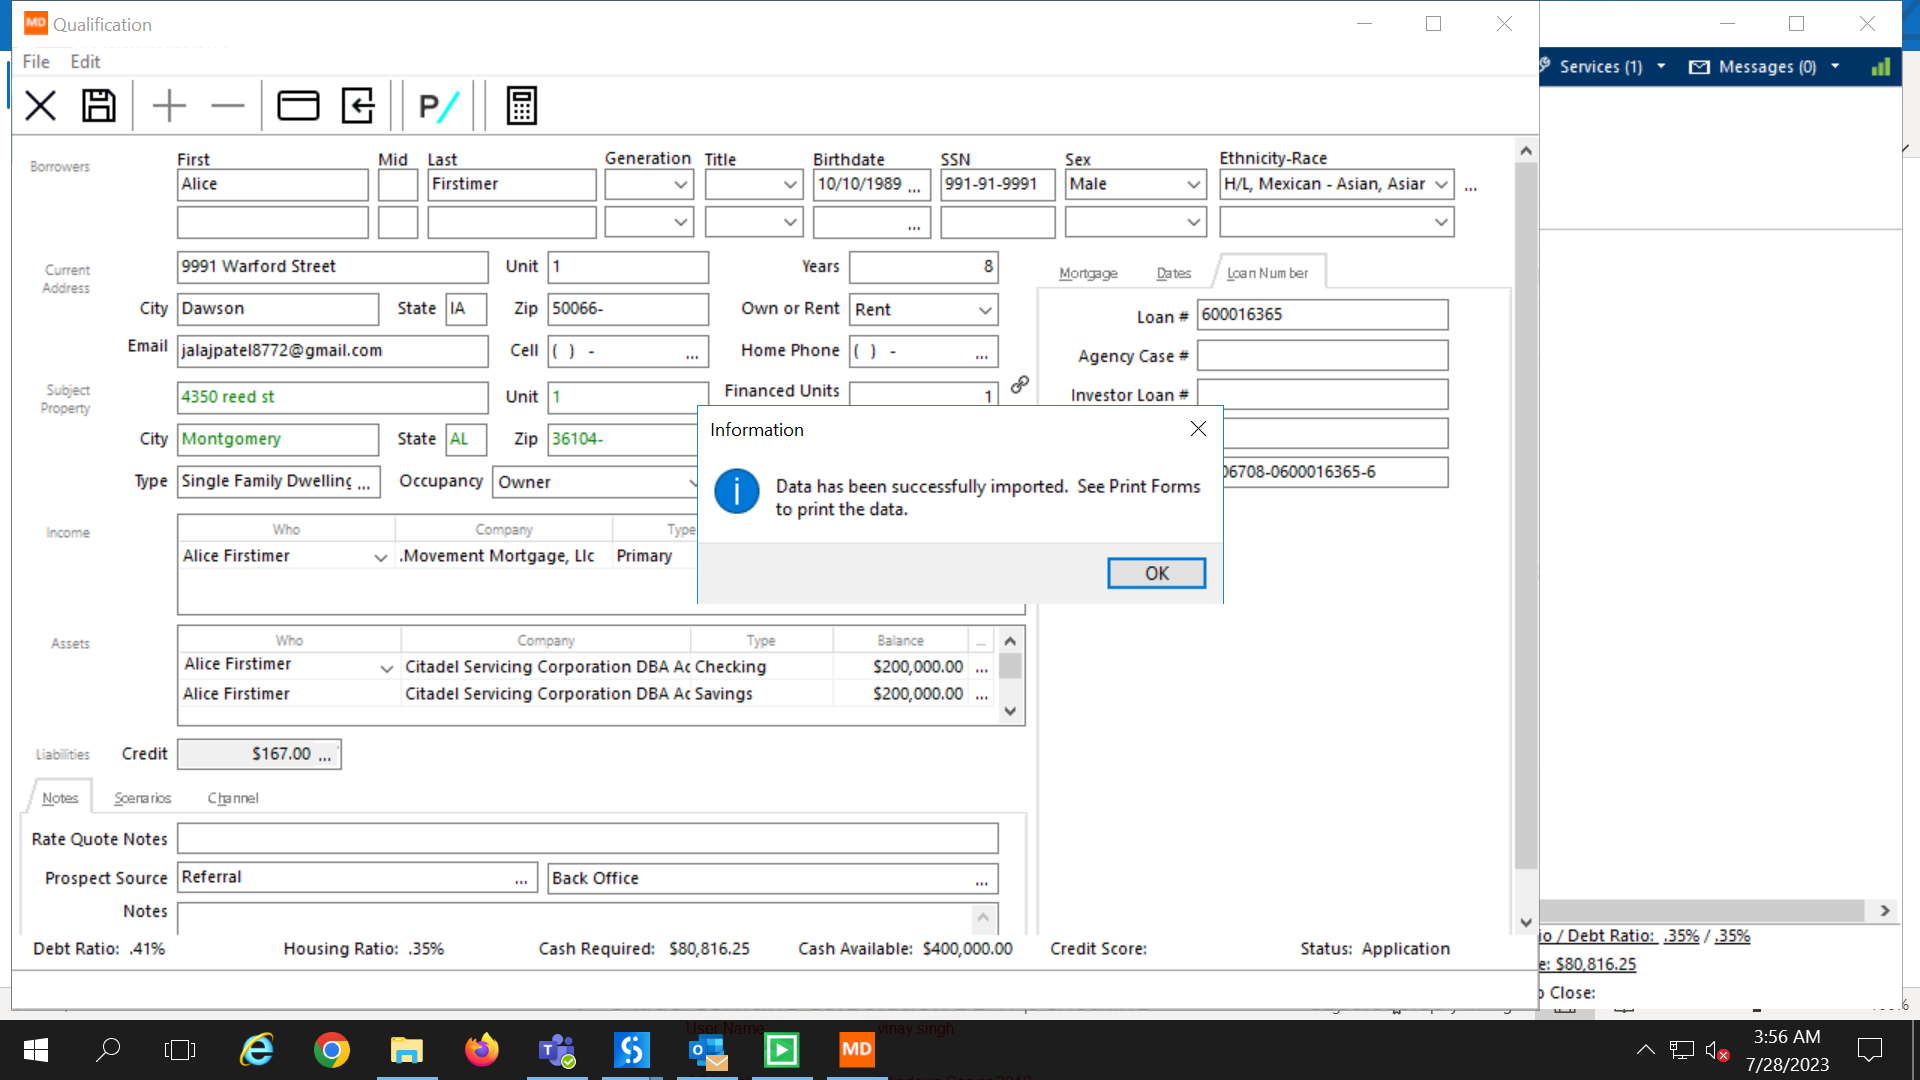 MD Qualification
File Edit
Services (1) Messages (0)
P/
Borrowers First Mid Last Generation Title Birthdate SSN Sex Ethnicity-Race
Alice Firstimer 10/10/1989 ... 991-91-9991 Male H/L, Mexican - Asian, Asiar ...
...
Current Address 9991 Warford Street Unit 1 Years 8
Mortgage Dates Loan Number
City Dawson State IA Zip 50066- Own or Rent Rent
Loan # 600016365
Email jalajpatel8772@gmail.com Cell ( ) - ... Home Phone ( ) - ...
Agency Case #
Subject Property 4350 reed st Unit 1 Financed Units 1
Investor Loan #
City Montgomery State AL Zip 36104-
Type Single Family Dwelling ... Occupancy Owner
06708-0600016365-6
Information
Data has been successfully imported. See Print Forms
to print the data.
OK
Income Who Company Type
Alice Firstimer .Movement Mortgage, Llc Primary
Assets Who Company Type Balance ...
Alice Firstimer Citadel Servicing Corporation DBA Ac Checking $200,000.00 ...
Alice Firstimer Citadel Servicing Corporation DBA Ac Savings $200,000.00 ...
Liabilities Credit $167.00 ...
Notes Scenarios Channel
Rate Quote Notes
Prospect Source Referral ... Back Office ...
Notes
Debt Ratio: .41% Housing Ratio: .35% Cash Required: $80,816.25 Cash Available: $400,000.00 Credit Score: Status: Application
io / Debt Ratio: .35% / .35%
e: $80,816.25
o Close:
User Name: vinay.singh
MD
3:56 AM
7/28/2023